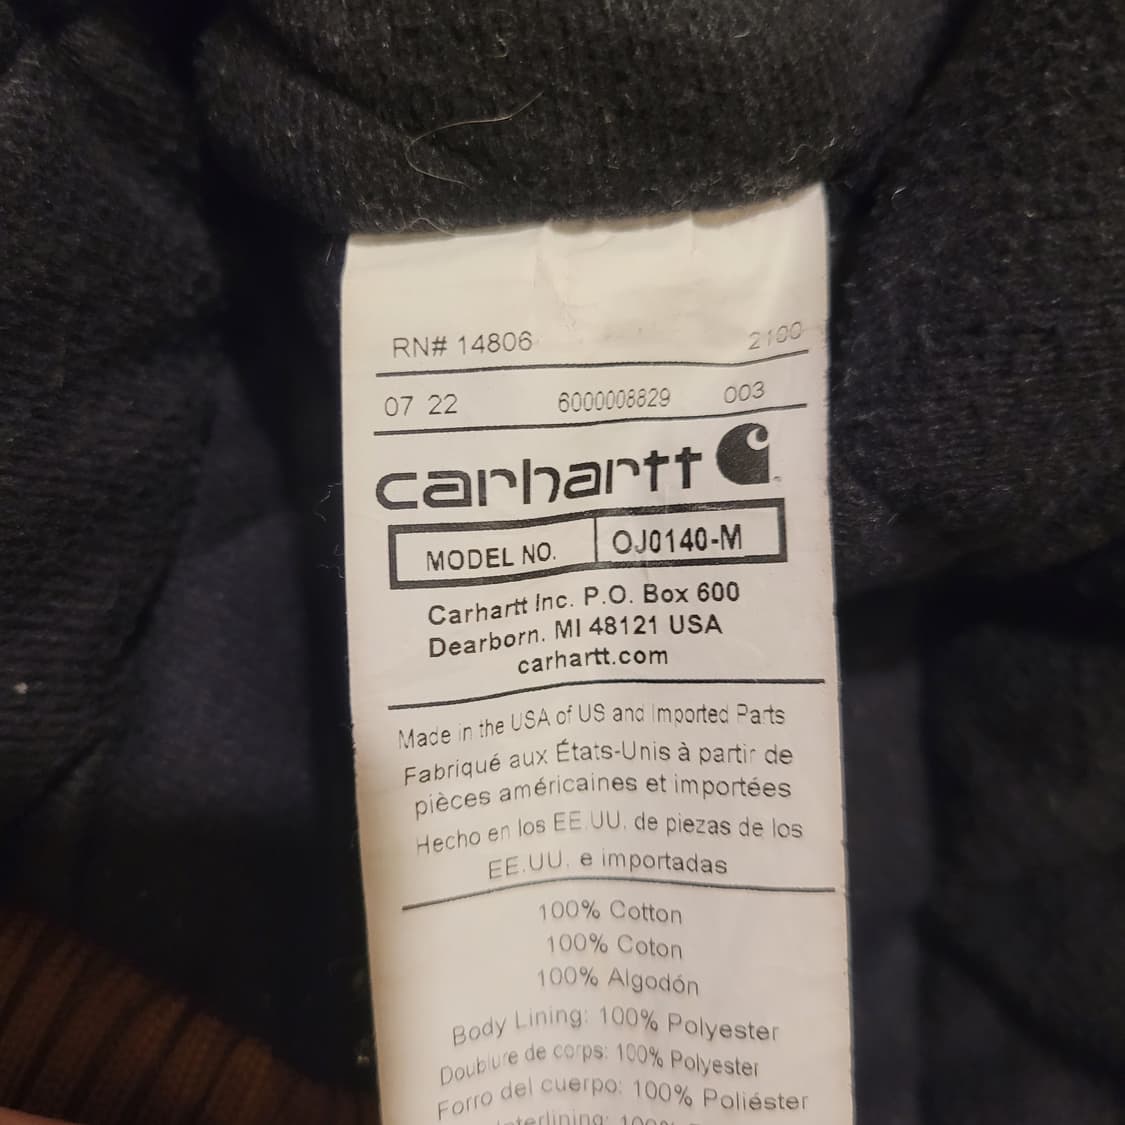 RN# 14806 2100
07 22 6000008829 003
carhartt
MODEL NO. OJ0140-M
Carhartt Inc. P.O. Box 600
Dearborn. MI 48121 USA
carhartt.com
Made in the USA of US and Imported Parts
Fabriqué aux États-Unis à partir de
pièces américaines et importées
Hecho en los EE.UU. de piezas de los
EE.UU. e importadas
100% Cotton
100% Coton
100% Algodón
Body Lining: 100% Polyester
Doublure de corps: 100% Polyester
Forro del cuerpo: 100% Poliéster